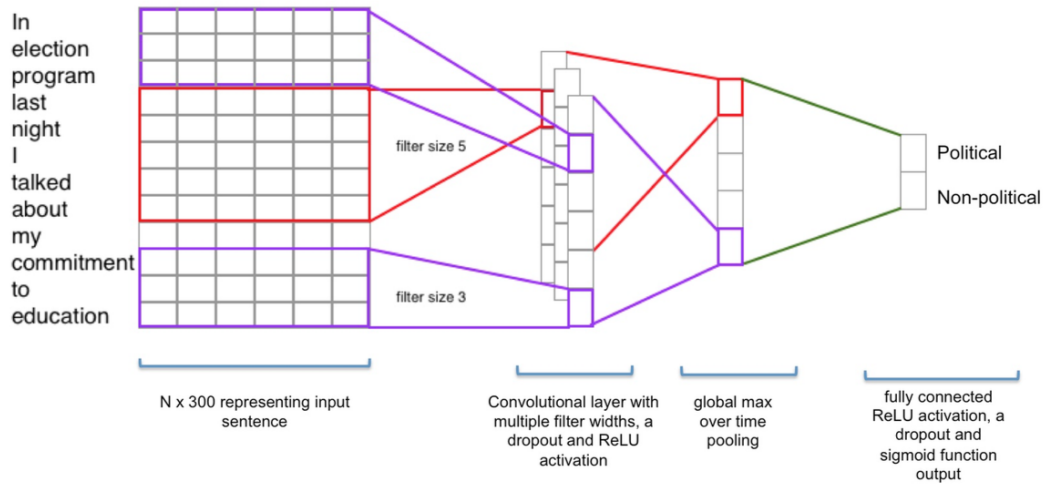 In
election
program
last
night
I
talked
about
my
commitment
to
education
filter size 5
filter size 3
Political
Non-political
N x 300 representing input
sentence
Convolutional layer with
multiple filter widths, a
dropout and ReLU
activation
global max
over time
pooling
fully connected
ReLU activation, a
dropout and
sigmoid function
output